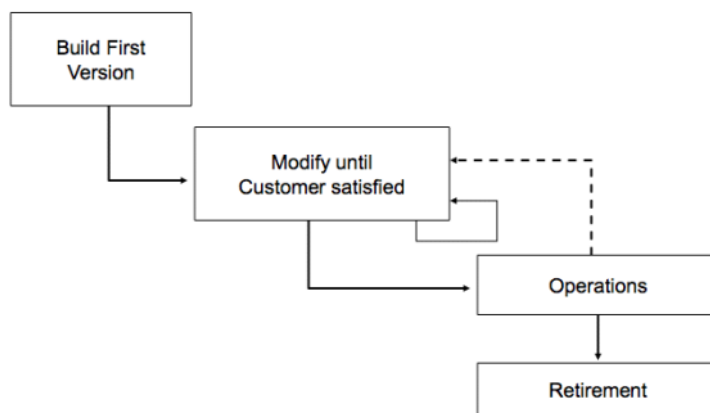 Build First
Version
Modify until
Customer satisfied
Operations
Retirement